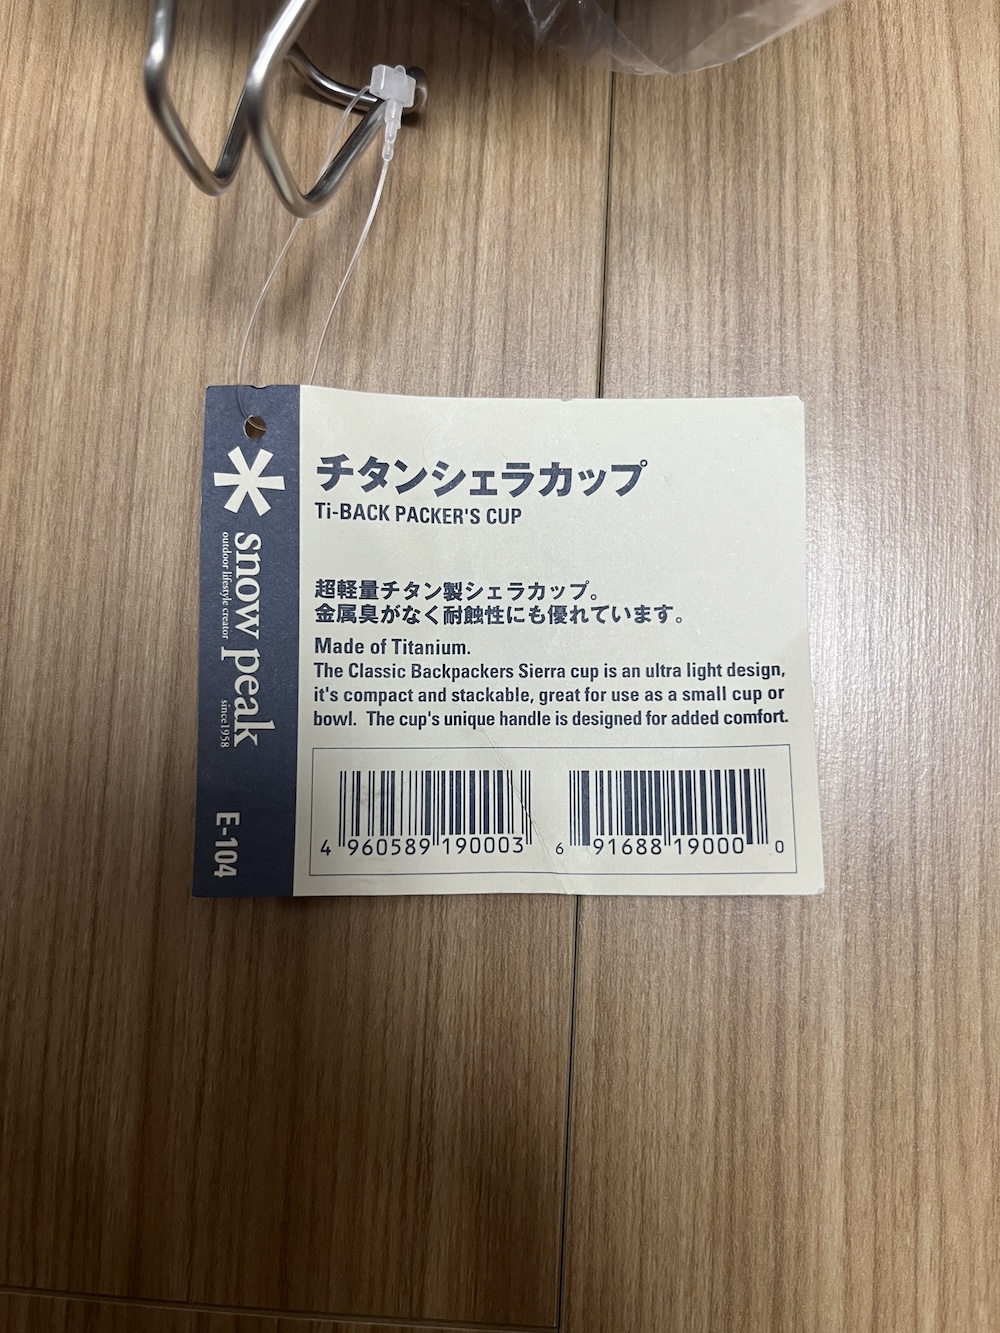 チタンシェラカップ
Ti-BACK PACKER'S CUP
超軽量チタン製シェラカップ。
金属臭がなく耐蝕性にも優れています。
Made of Titanium.
The Classic Backpackers Sierra cup is an ultra light design,
it's compact and stackable, great for use as a small cup or
bowl. The cup's unique handle is designed for added comfort.
4 960589 190003
6 91688 19000 0
snow peak
outdoor lifestyle creator
since1958
E-104